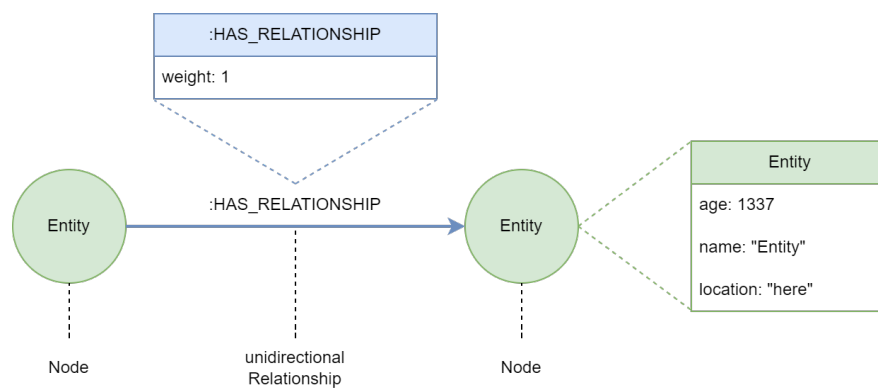 :HAS_RELATIONSHIP
weight: 1
:HAS_RELATIONSHIP
Entity
Entity
Entity
age: 1337
name: "Entity"
location: "here"
Node
unidirectional
Relationship
Node